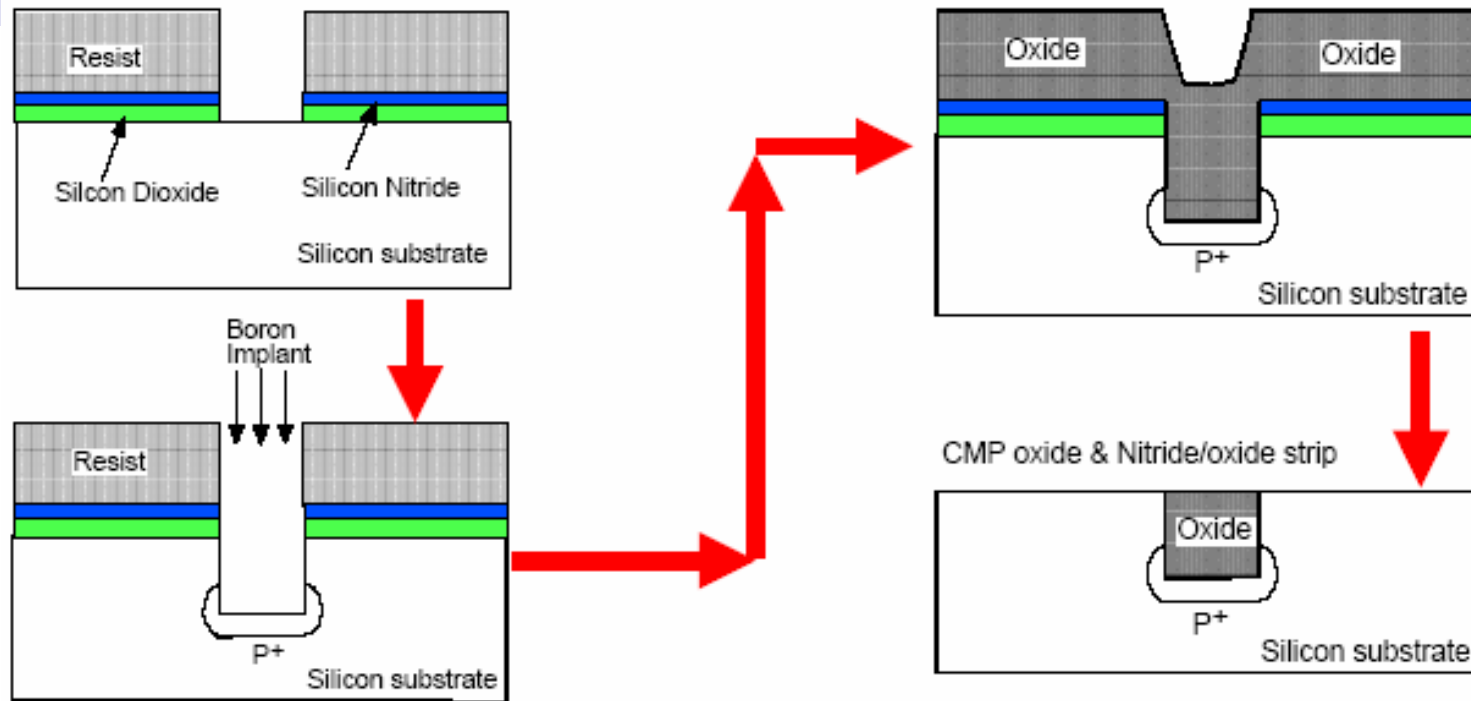 Resist
Silcon Dioxide
Silicon Nitride
Silicon substrate
Boron
Implant
Resist
P+
Silicon substrate
Oxide
Oxide
P+
Silicon substrate
CMP oxide & Nitride/oxide strip
Oxide
P+
Silicon substrate